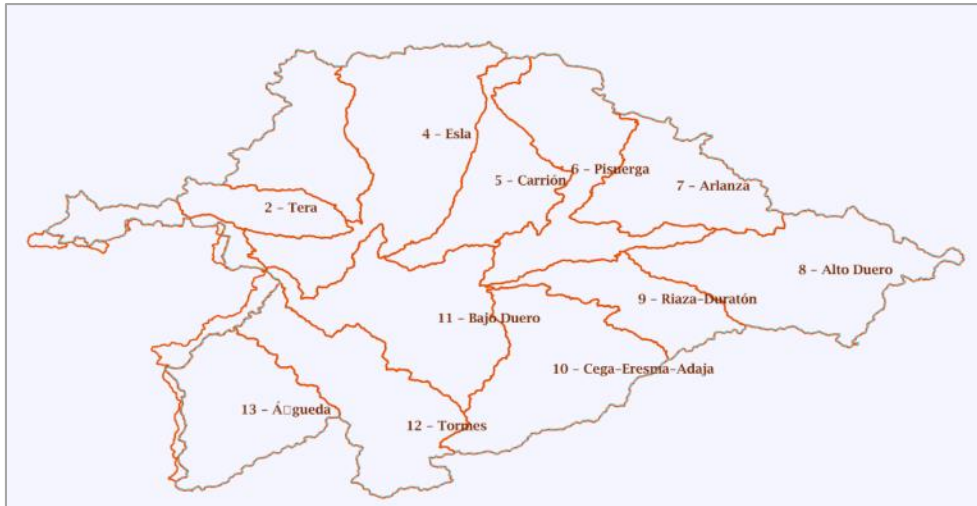 4 – Esla
5 – Carrión
6 – Pisuerga
7 – Arlanza
2 – Tera
8 – Alto Duero
9 – Riaza-Duratón
11 – Bajo Duero
10 – Cega-Eresma-Adaja
13 – Á□gueda
12 – Tormes